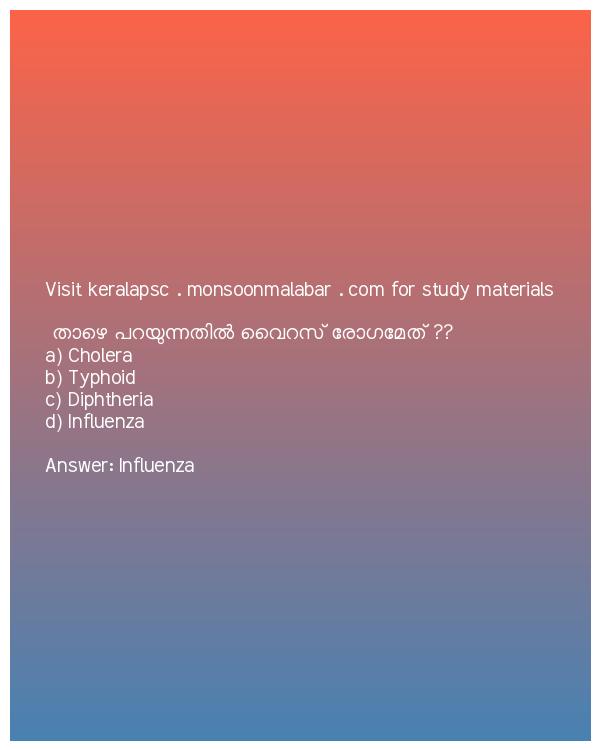 Visit keralapsc . monsoonmalabar . com for study materials
താഴെ പറയുന്നതിൽ വൈറസ് രോഗമേത് ??
a) Cholera
b) Typhoid
c) Diphtheria
d) Influenza
Answer: Influenza